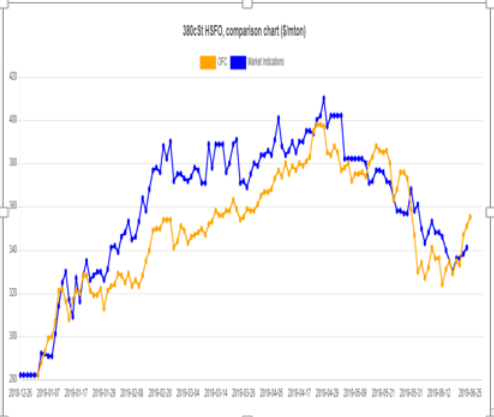 380cSt HSFO, comparison chart ($/mton)
OFC Market Indications
420
400
380
360
340
320
300
280
2018-12-26 2019-01-07 2019-01-17 2019-01-29 2019-02-08 2019-02-20 2019-03-04 2019-03-14 2019-03-26 2019-04-05 2019-04-17 2019-04-29 2019-05-09 2019-05-21 2019-05-31 2019-06-12 2019-06-25